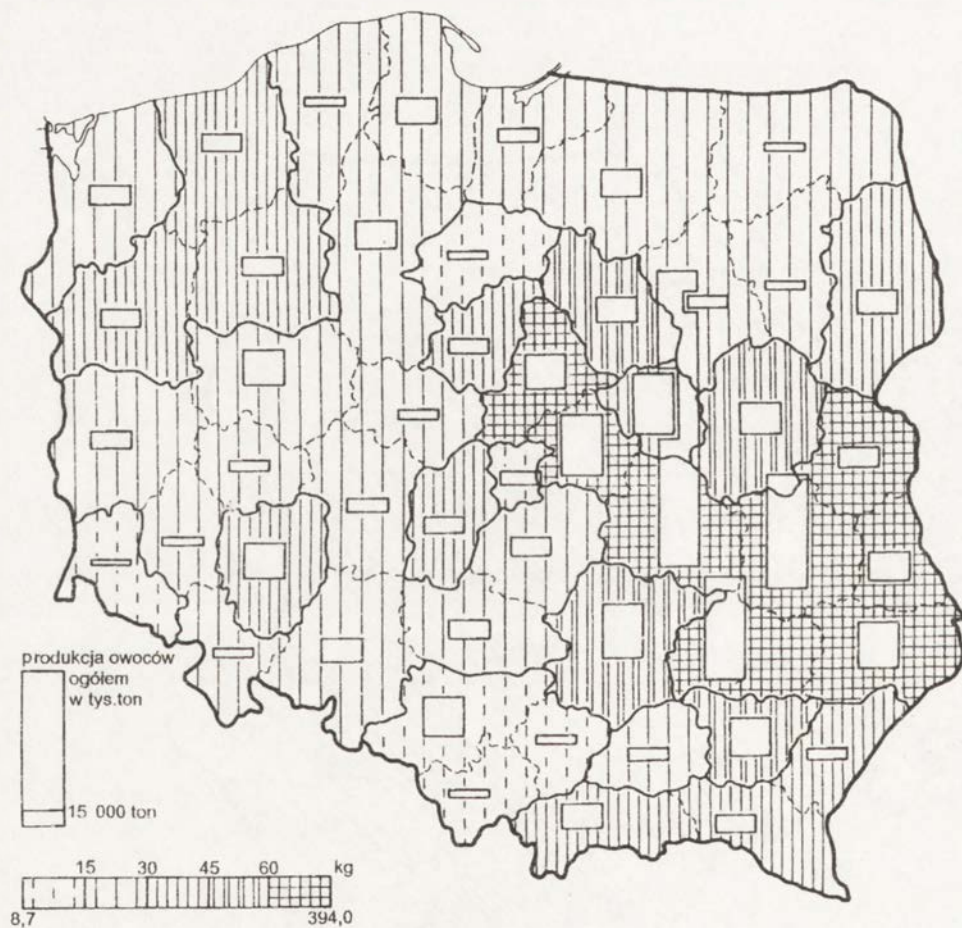 produkcja owoców
ogółem
w tys.ton
15 000 ton
15 30 45 60 kg
8,7 394,0